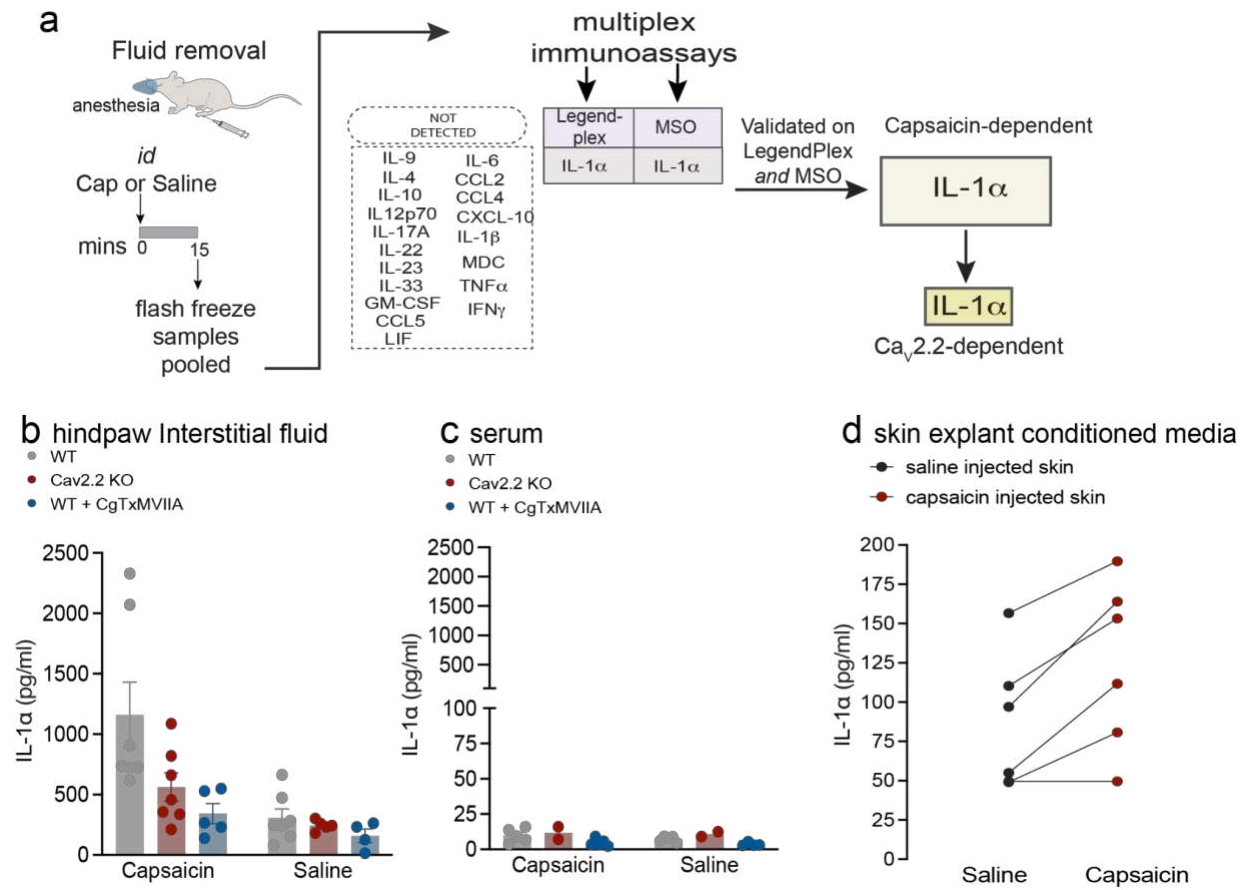 a
Fluid removal
anesthesia
id
Cap or Saline
mins 0 15
flash freeze
samples
pooled
NOT
DETECTED
IL-9
IL-4
IL-10
IL12p70
IL-17A
IL-22
IL-23
IL-33
GM-CSF
CCL5
LIF
IL-6
CCL2
CCL4
CXCL-10
IL-1β
MDC
TNFα
IFNγ
multiplex
immunoassays
Legend-
plex
MSO
IL-1α
IL-1α
Validated on
LegendPlex
and MSO
Capsaicin-dependent
IL-1α
IL-1α
CaV2.2-dependent
b hindpaw Interstitial fluid
WT
Cav2.2 KO
WT + CgTxMVIIA
IL-1α (pg/ml)
2500
2000
1500
1000
500
0
Capsaicin
Saline
c serum
WT
Cav2.2 KO
WT + CgTxMVIIA
IL-1α (pg/ml)
2500
2000
1500
1000
500
100
75
50
25
0
Capsaicin
Saline
d skin explant conditioned media
saline injected skin
capsaicin injected skin
IL-1α (pg/ml)
200
175
150
125
100
75
50
25
0
Saline
Capsaicin